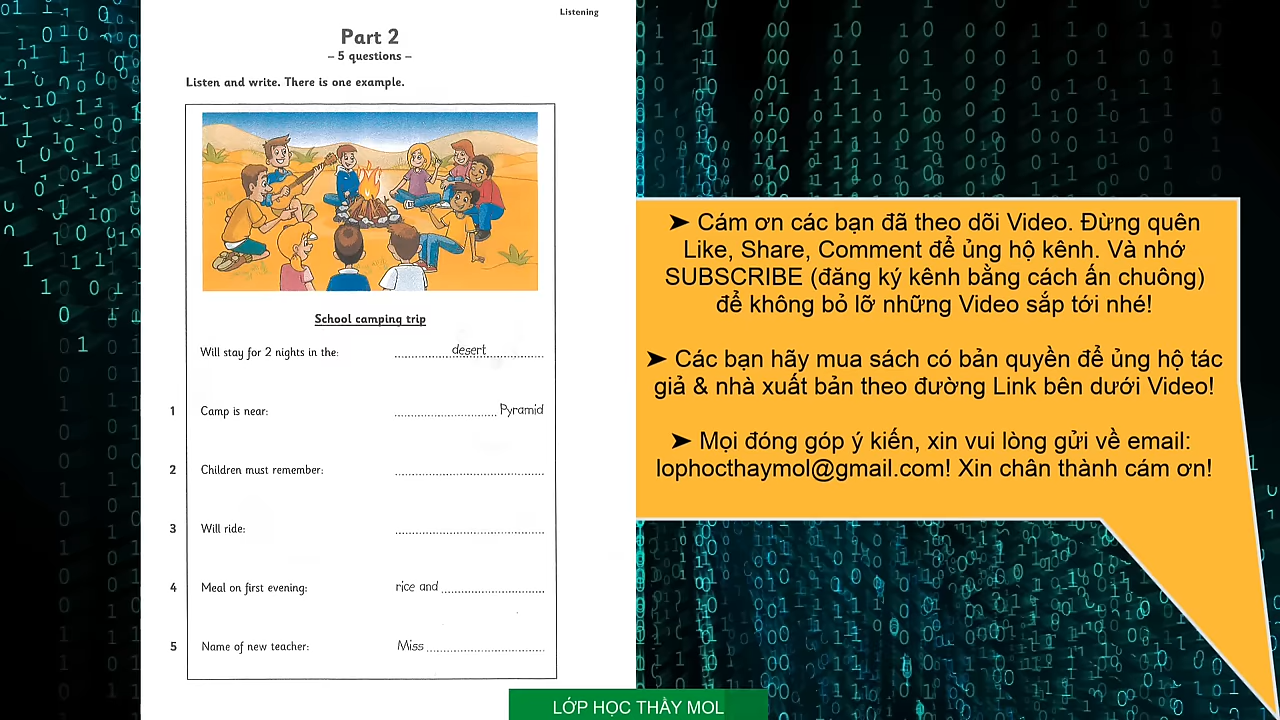 Listening
Part 2
– 5 questions –
Listen and write. There is one example.
School camping trip
Will stay for 2 nights in the: desert
1 Camp is near: Pyramid
2 Children must remember:
3 Will ride:
4 Meal on first evening: rice and
5 Name of new teacher: Miss
➤ Cám ơn các bạn đã theo dõi Video. Đừng quên
Like, Share, Comment để ủng hộ kênh. Và nhớ
SUBSCRIBE (đăng ký kênh bằng cách ấn chuông)
để không bỏ lỡ những Video sắp tới nhé!
➤ Các bạn hãy mua sách có bản quyền để ủng hộ tác
giả & nhà xuất bản theo đường Link bên dưới Video!
➤ Mọi đóng góp ý kiến, xin vui lòng gửi về email:
lophocthaymol@gmail.com! Xin chân thành cám ơn!
LỚP HỌC THẦY MOL